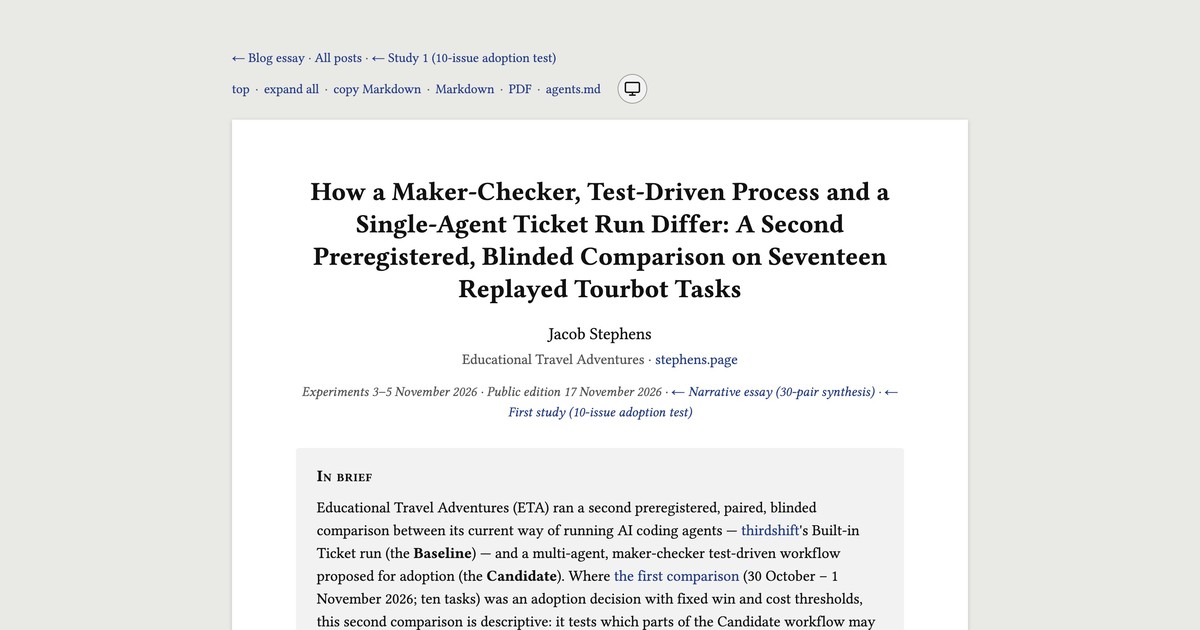 ← Blog essay · All posts · ← Study 1 (10-issue adoption test)
top · expand all · copy Markdown · Markdown · PDF · agents.md
How a Maker-Checker, Test-Driven Process and a
Single-Agent Ticket Run Differ: A Second
Preregistered, Blinded Comparison on Seventeen
Replayed Tourbot Tasks
Jacob Stephens
Educational Travel Adventures · stephens.page
Experiments 3–5 November 2026 · Public edition 17 November 2026 · ← Narrative essay (30-pair synthesis) · ←
First study (10-issue adoption test)
In brief
Educational Travel Adventures (ETA) ran a second preregistered, paired, blinded
comparison between its current way of running AI coding agents — thirdshift's Built-in
Ticket run (the Baseline) — and a multi-agent, maker-checker test-driven workflow
proposed for adoption (the Candidate). Where the first comparison (30 October – 1
November 2026; ten tasks) was an adoption decision with fixed win and cost thresholds,
this second comparison is descriptive: it tests which parts of the Candidate workflow may